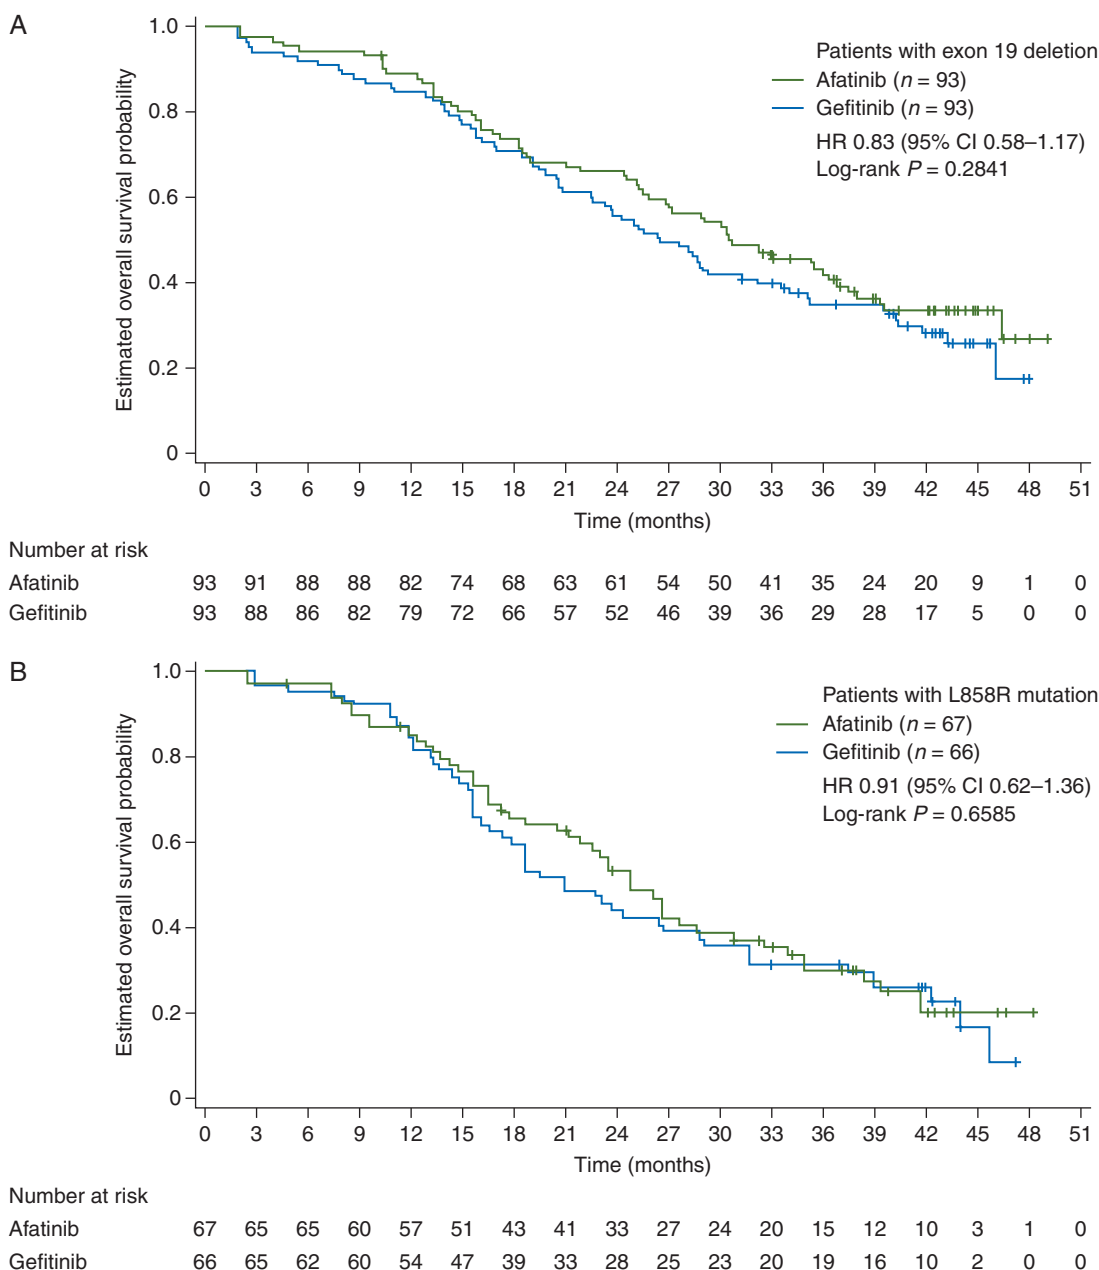 A
Estimated overall survival probability
1.0
0.8
0.6
0.4
0.2
0
Patients with exon 19 deletion
Afatinib (n = 93)
Gefitinib (n = 93)
HR 0.83 (95% CI 0.58–1.17)
Log-rank P = 0.2841
0 3 6 9 12 15 18 21 24 27 30 33 36 39 42 45 48 51
Time (months)
Number at risk
Afatinib 93 91 88 88 82 74 68 63 61 54 50 41 35 24 20 9 1 0
Gefitinib 93 88 86 82 79 72 66 57 52 46 39 36 29 28 17 5 0 0
B
Estimated overall survival probability
1.0
0.8
0.6
0.4
0.2
0
Patients with L858R mutation
Afatinib (n = 67)
Gefitinib (n = 66)
HR 0.91 (95% CI 0.62–1.36)
Log-rank P = 0.6585
0 3 6 9 12 15 18 21 24 27 30 33 36 39 42 45 48 51
Time (months)
Number at risk
Afatinib 67 65 65 60 57 51 43 41 33 27 24 20 15 12 10 3 1 0
Gefitinib 66 65 62 60 54 47 39 33 28 25 23 20 19 16 10 2 0 0